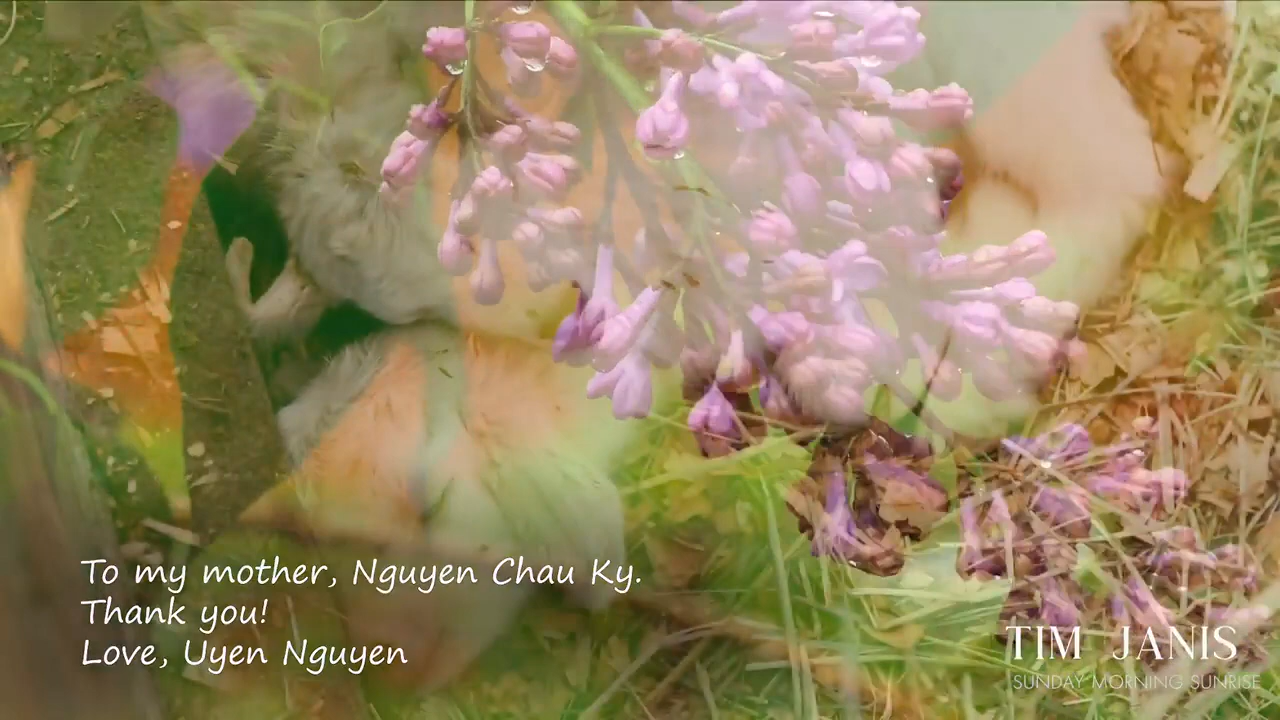 To my mother, Nguyen Chau Ky.
Thank you!
Love, Uyen Nguyen
TIM JANIS
SUNDAY MORNING SUNRISE